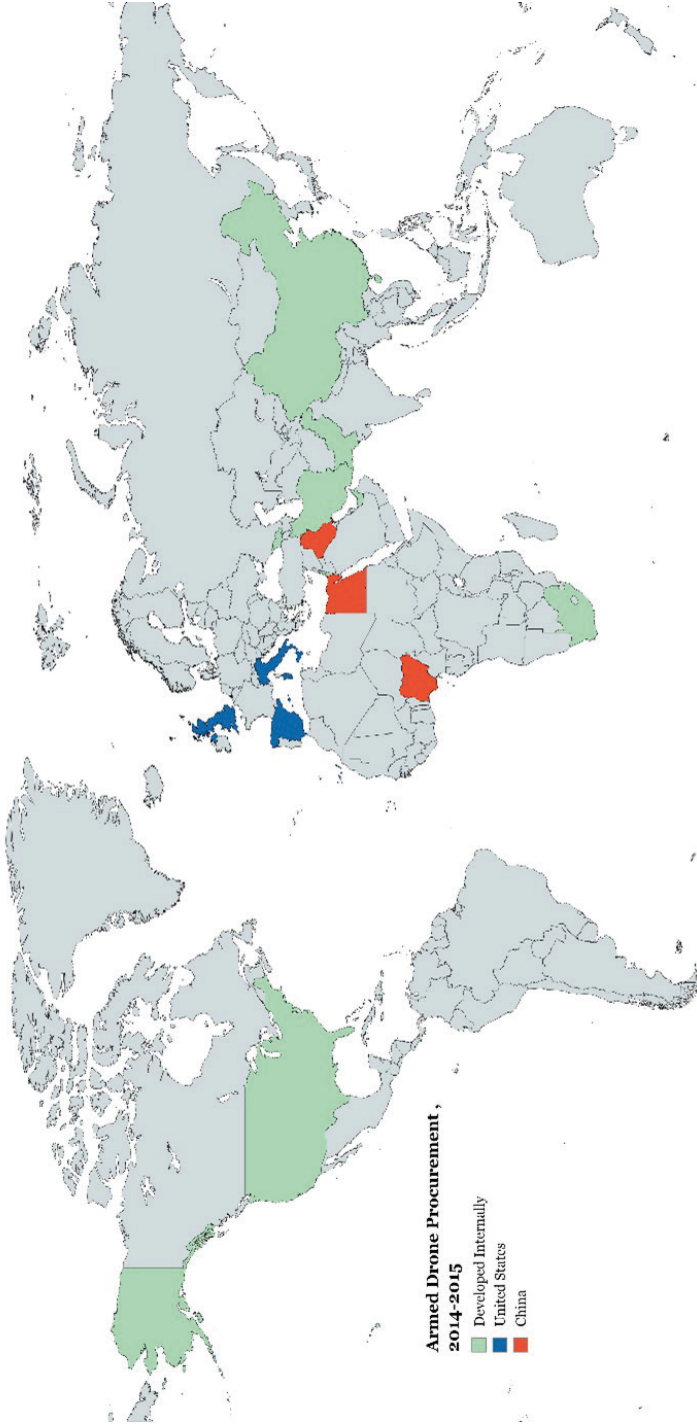 Armed Drone Procurement ,
2014-2015
Developed Internally
United States
China